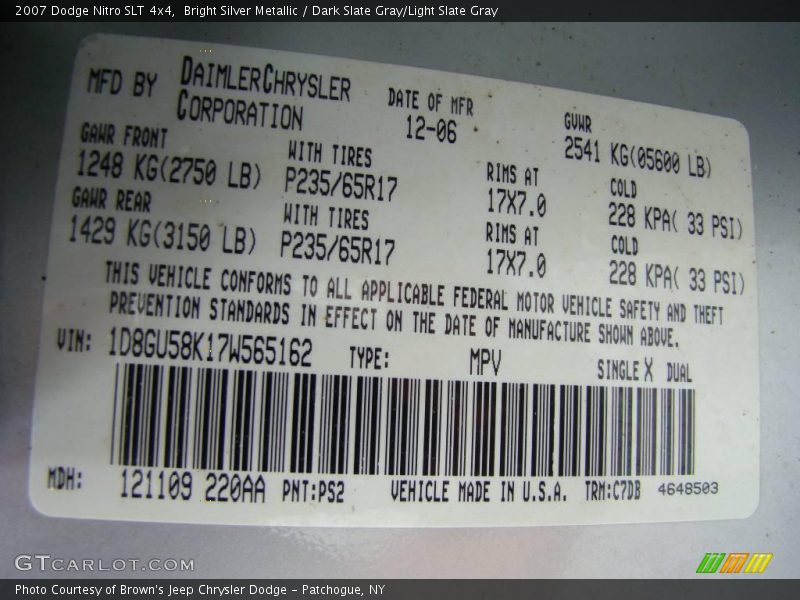 2007 Dodge Nitro SLT 4x4,  Bright Silver Metallic / Dark Slate Gray/Light Slate Gray
MFD BY DAIMLERCHRYSLER CORPORATION
DATE OF MFR 12-06
GVWR 2541 KG(05600 LB)
GAWR FRONT WITH TIRES RIMS AT COLD
1248 KG(2750 LB) P235/65R17 17X7.0 228 KPA( 33 PSI)
GAWR REAR WITH TIRES RIMS AT COLD
1429 KG(3150 LB) P235/65R17 17X7.0 228 KPA( 33 PSI)
THIS VEHICLE CONFORMS TO ALL APPLICABLE FEDERAL MOTOR VEHICLE SAFETY AND THEFT
PREVENTION STANDARDS IN EFFECT ON THE DATE OF MANUFACTURE SHOWN ABOVE.
VIN: 1D8GU58K17W565162 TYPE: MPV SINGLE X DUAL
MDH: 121109 220AA PNT:PS2 VEHICLE MADE IN U.S.A. TRM:C7DB 4648503
GTCARLOT.COM
Photo Courtesy of Brown's Jeep Chrysler Dodge – Patchogue, NY